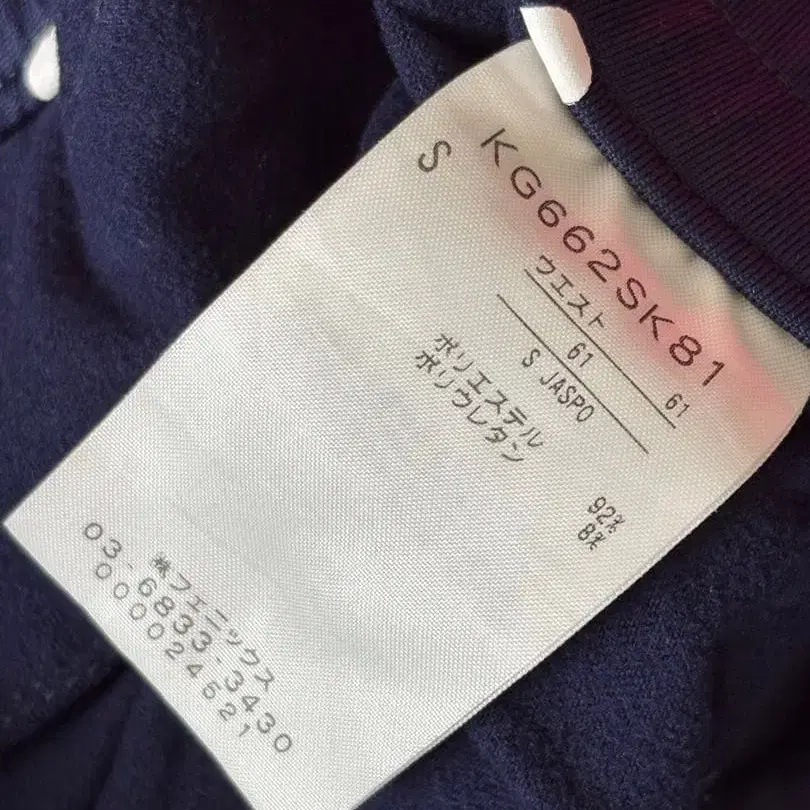 KG662SK81
S
ウエスト
61 61
S JASPO
ポリエステル 92%
ポリウレタン 8%
㈱フェニックス
03-6833-3430
000024521